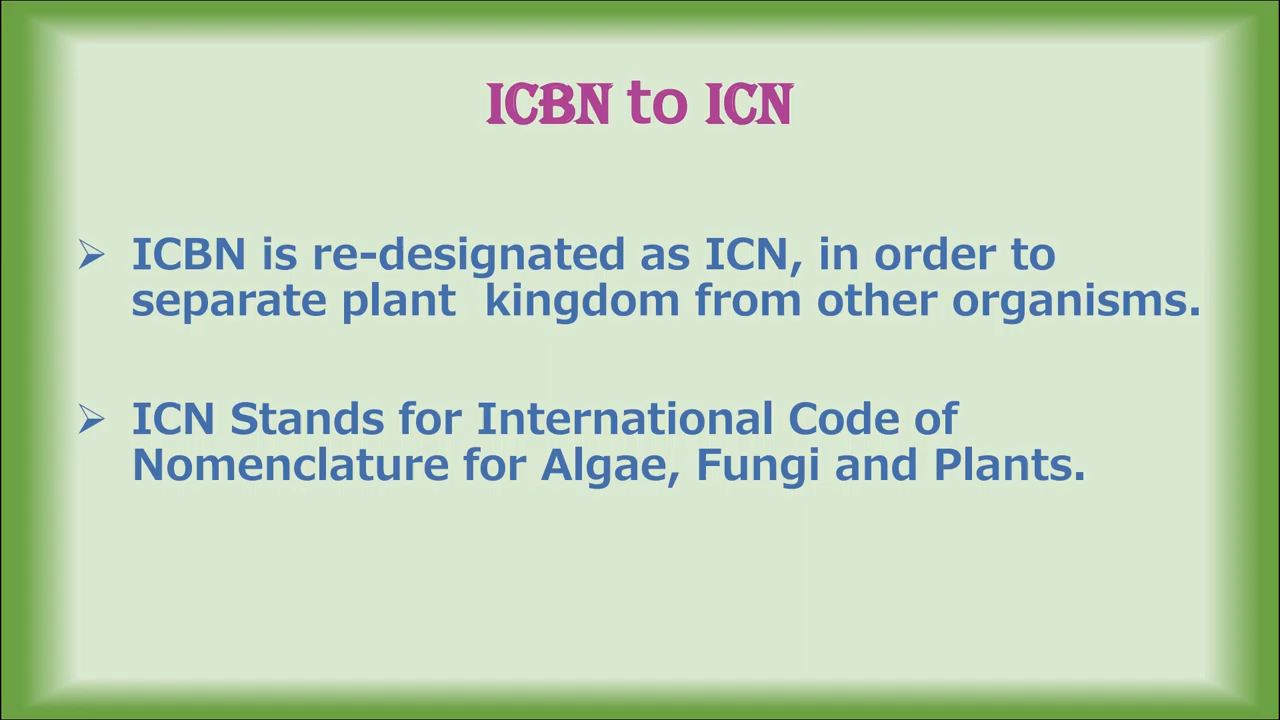 ICBN to ICN
➢ ICBN is re-designated as ICN, in order to
separate plant  kingdom from other organisms.
➢ ICN Stands for International Code of
Nomenclature for Algae, Fungi and Plants.